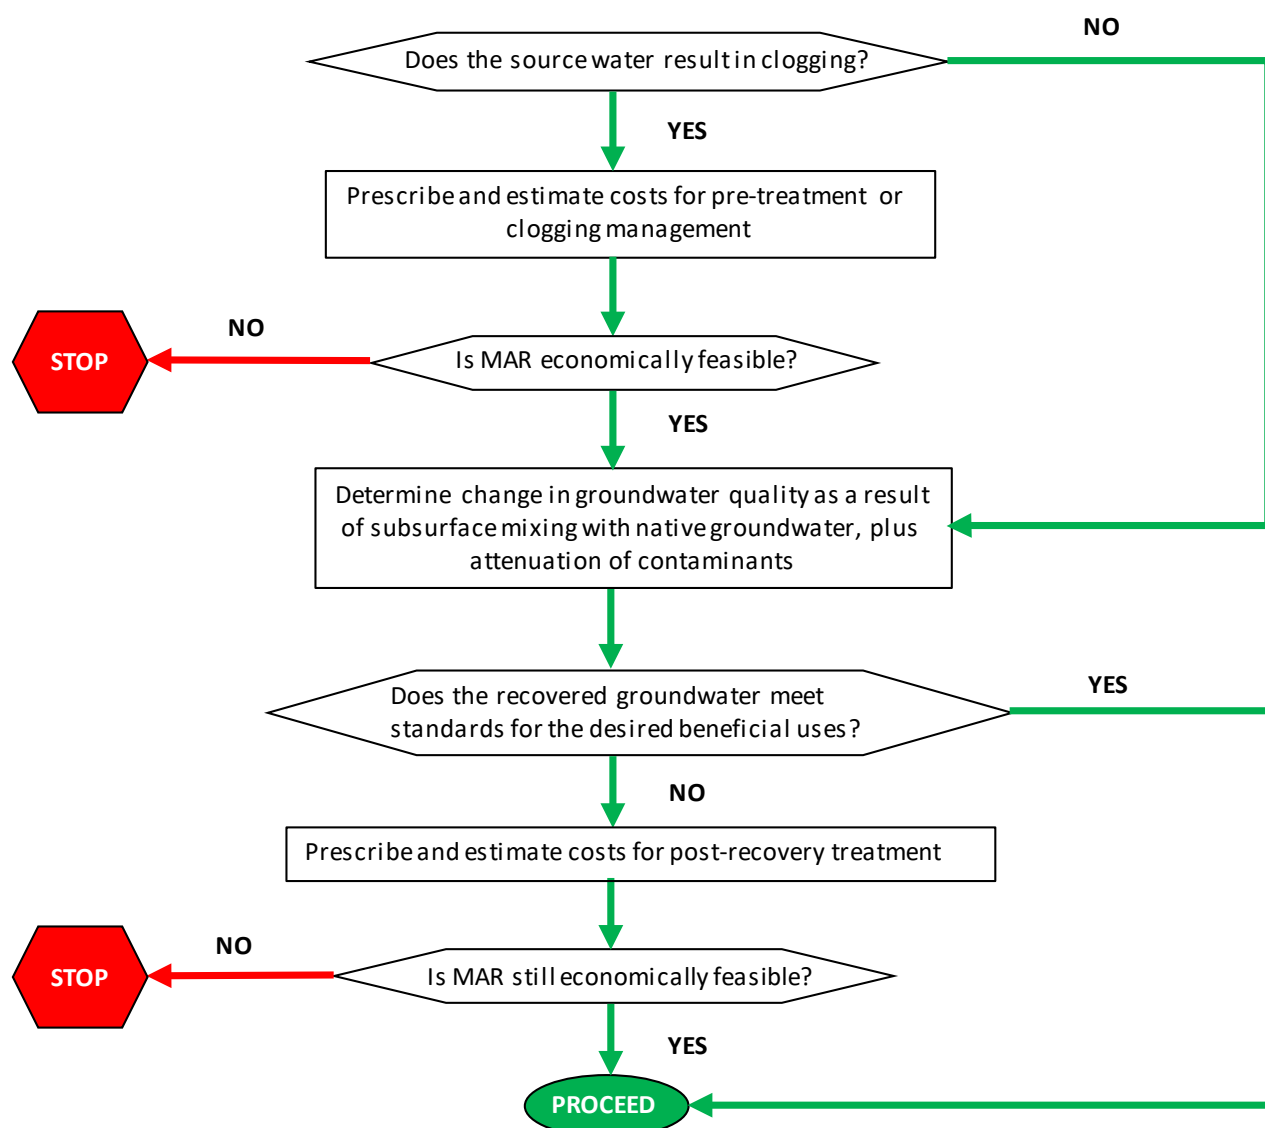 NO
Does the source water result in clogging?
YES
Prescribe and estimate costs for pre-treatment or
clogging management
NO
STOP
Is MAR economically feasible?
YES
Determine change in groundwater quality as a result
of subsurface mixing with native groundwater, plus
attenuation of contaminants
Does the recovered groundwater meet
standards for the desired beneficial uses?
YES
NO
Prescribe and estimate costs for post-recovery treatment
NO
STOP
Is MAR still economically feasible?
YES
PROCEED